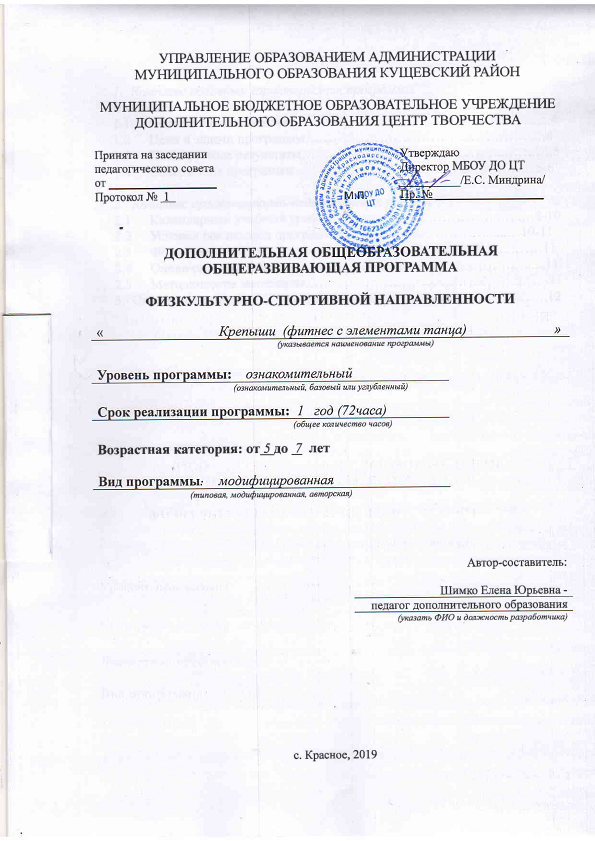 УПРАВЛЕНИЕ ОБРАЗОВАНИЕМ АДМИНИСТРАЦИИ
МУНИЦИПАЛЬНОГО ОБРАЗОВАНИЯ КУЩЕВСКИЙ РАЙОН
МУНИЦИПАЛЬНОЕ БЮДЖЕТНОЕ ОБРАЗОВАТЕЛЬНОЕ УЧРЕЖДЕНИЕ
ДОПОЛНИТЕЛЬНОГО ОБРАЗОВАНИЯ ЦЕНТР ТВОРЧЕСТВА
Принята на заседании
педагогического совета
от
Протокол № 1
Утверждаю
Директор МБОУ ДО ЦТ
/Е.С. Миндрина/
Пр. №
МБОУ ДО
ЦТ
ДОПОЛНИТЕЛЬНАЯ ОБЩЕОБРАЗОВАТЕЛЬНАЯ
ОБЩЕРАЗВИВАЮЩАЯ ПРОГРАММА
ФИЗКУЛЬТУРНО-СПОРТИВНОЙ НАПРАВЛЕННОСТИ
« Крепыши (фитнес с элементами танца) »
(указывается наименование программы)
Уровень программы: ознакомительный
(ознакомительный, базовый или углубленный)
Срок реализации программы: 1 год (72часа)
(общее количество часов)
Возрастная категория: от 5 до 7 лет
Вид программы: модифицированная
(типовая, модифицированная, авторская)
Автор-составитель:
Шимко Елена Юрьевна -
педагог дополнительного образования
(указать ФИО и должность разработчика)
с. Красное, 2019